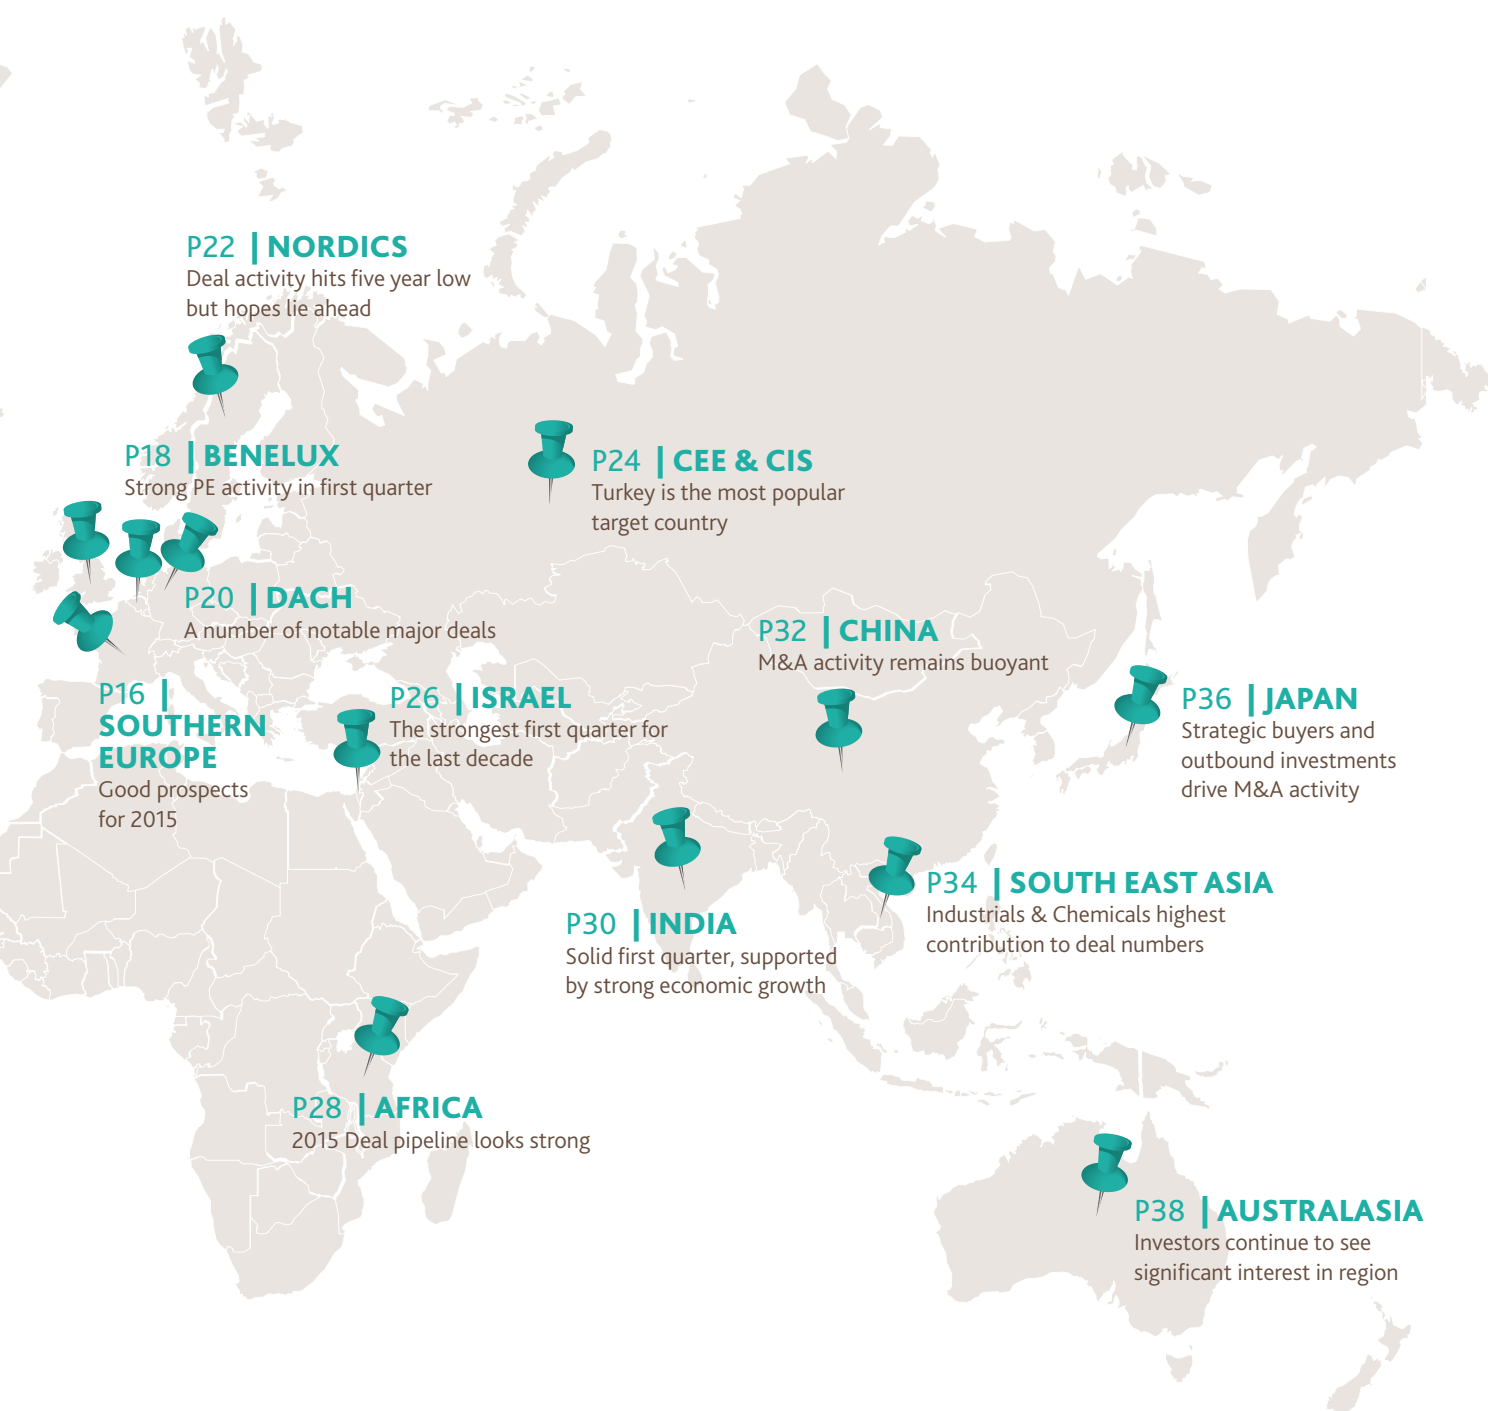 P22 | NORDICS
Deal activity hits five year low
but hopes lie ahead
P18 | BENELUX
Strong PE activity in first quarter
P24 | CEE & CIS
Turkey is the most popular
target country
P20 | DACH
A number of notable major deals
P32 | CHINA
M&A activity remains buoyant
P16 |
SOUTHERN
EUROPE
Good prospects
for 2015
P26 | ISRAEL
The strongest first quarter for
the last decade
P36 | JAPAN
Strategic buyers and
outbound investments
drive M&A activity
P34 | SOUTH EAST ASIA
Industrials & Chemicals highest
contribution to deal numbers
P30 | INDIA
Solid first quarter, supported
by strong economic growth
P28 | AFRICA
2015 Deal pipeline looks strong
P38 | AUSTRALASIA
Investors continue to see
significant interest in region